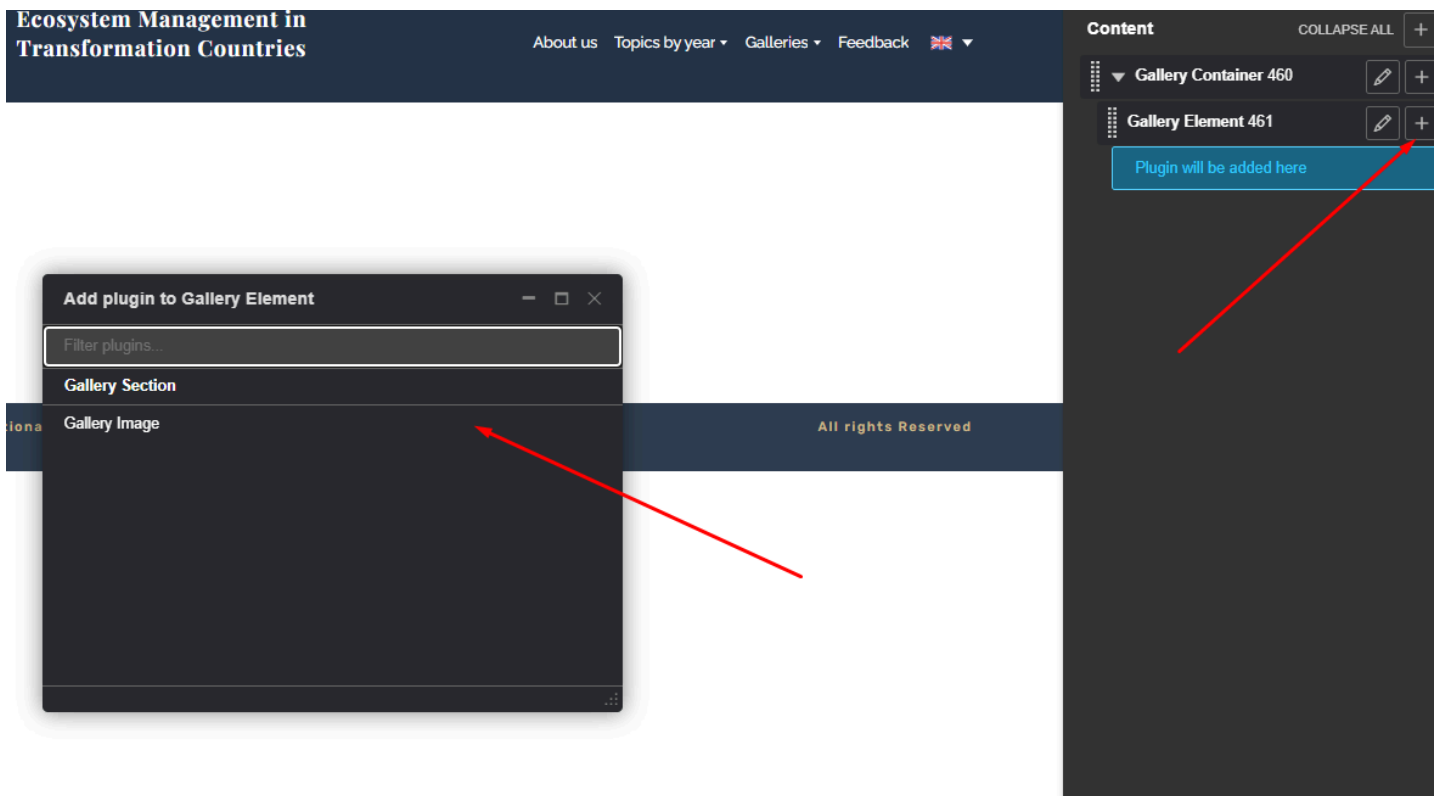 Ecosystem Management in
Transformation Countries
About us Topics by year Galleries Feedback
Content COLLAPSE ALL
Gallery Container 460
Gallery Element 461
Plugin will be added here
Add plugin to Gallery Element
Filter plugins...
Gallery Section
Gallery Image
All rights Reserved